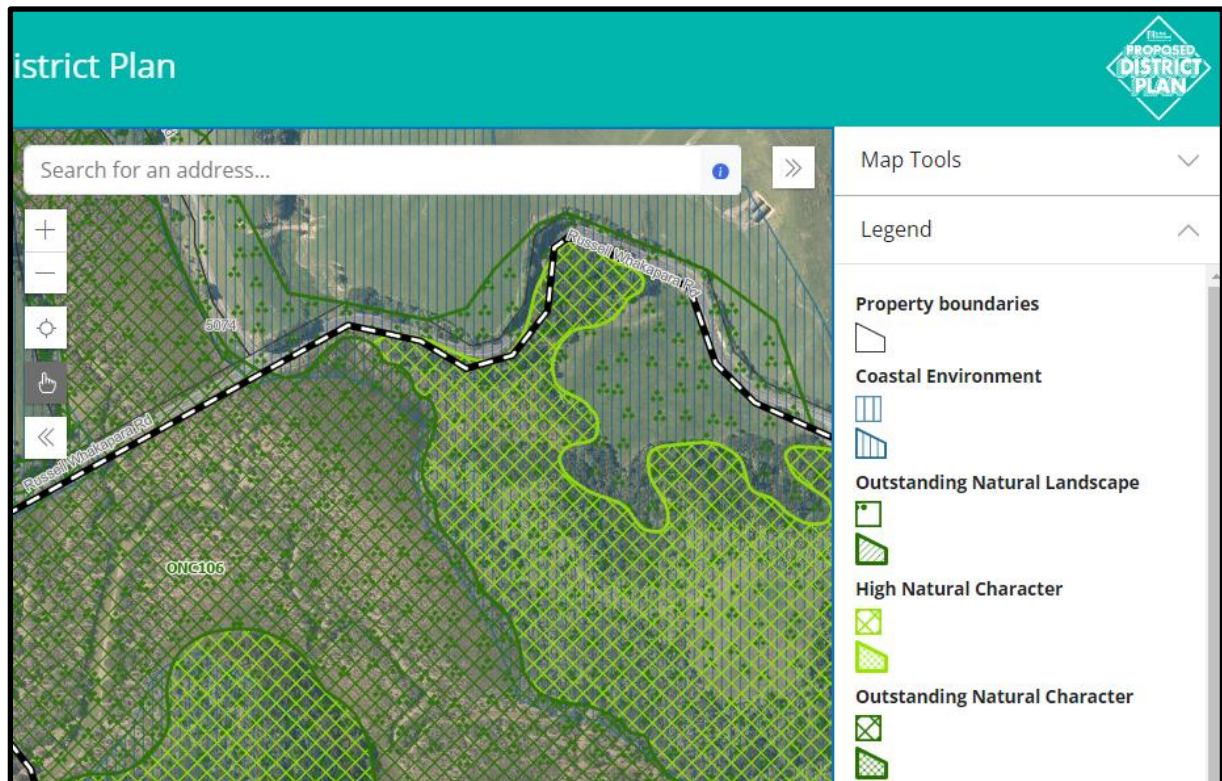 istrict Plan
PROPOSED
DISTRICT
PLAN
Search for an address...
i
Map Tools
Legend
Property boundaries
Coastal Environment
Outstanding Natural Landscape
High Natural Character
Outstanding Natural Character
Russell Whakapara Rd
5074
Russell Whakapara Rd
ONC106